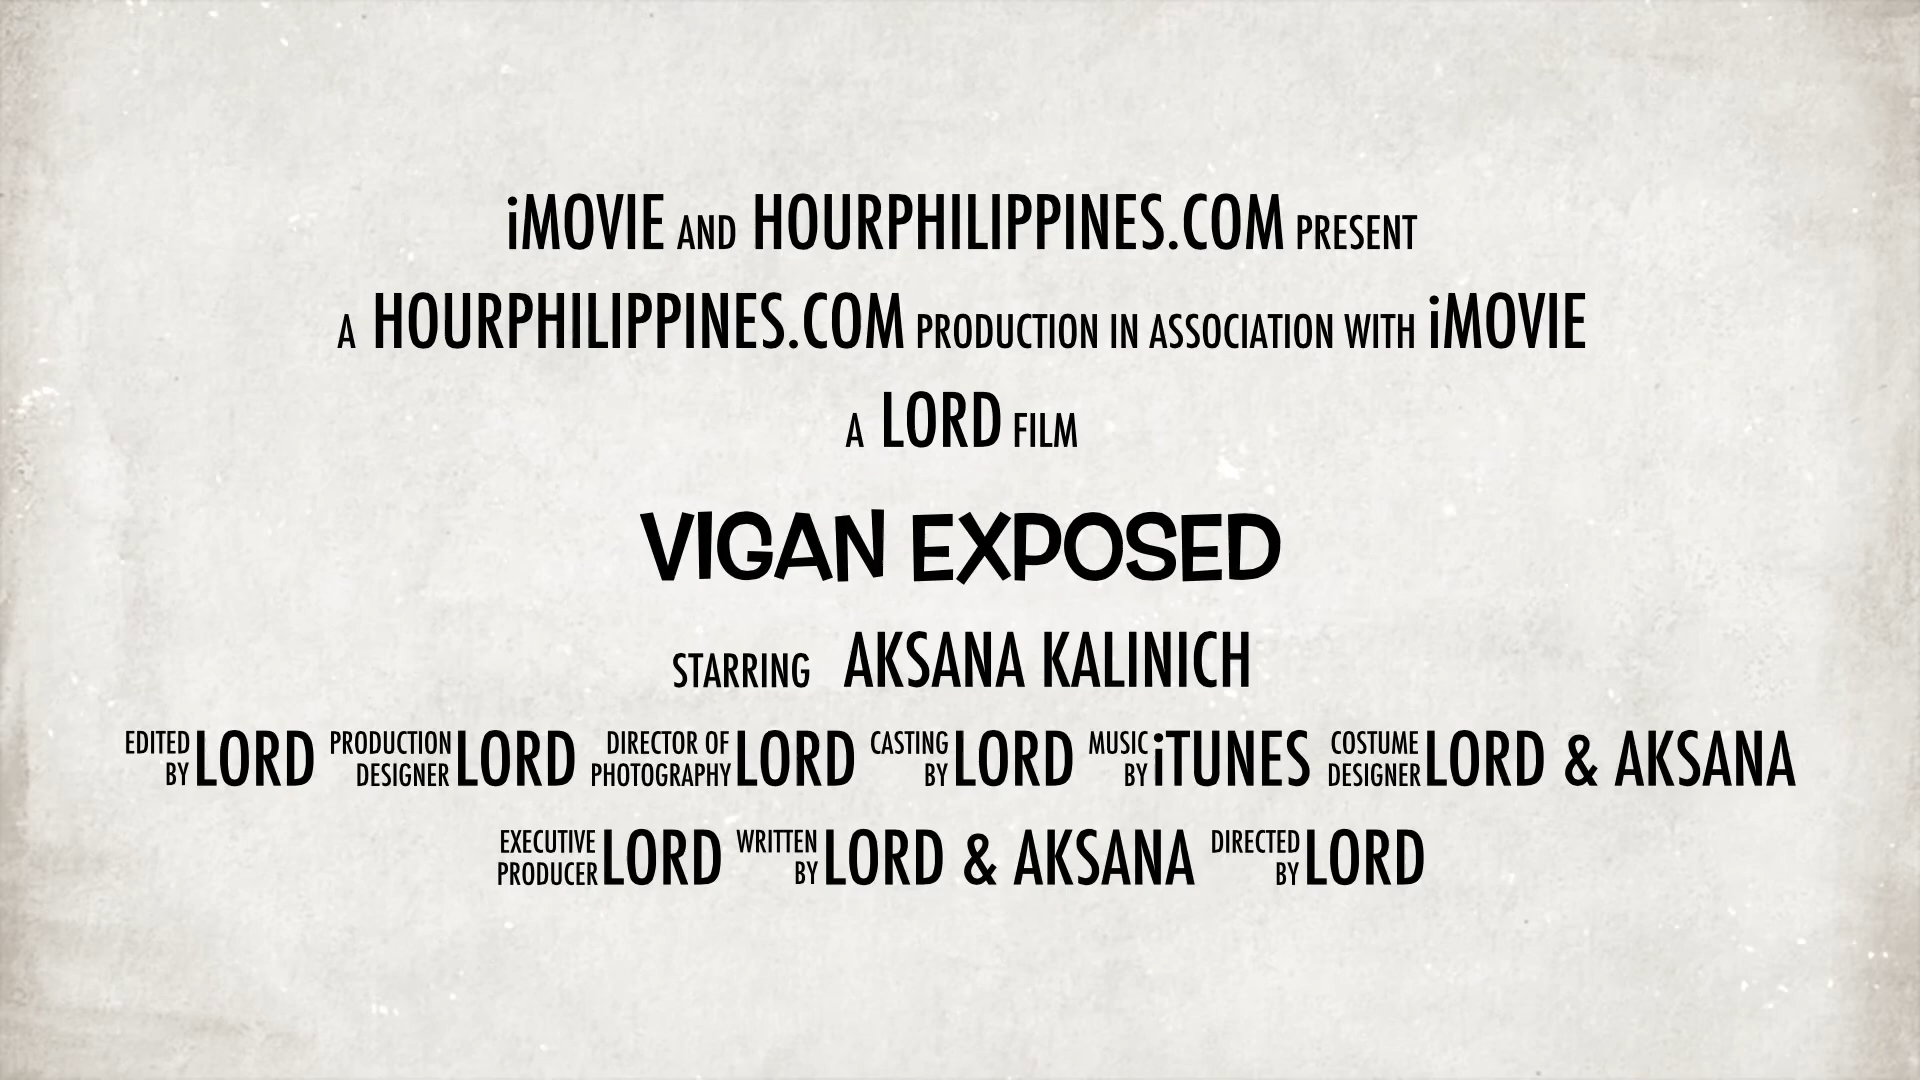 iMOVIE AND HOURPHILIPPINES.COM PRESENT
A HOURPHILIPPINES.COM PRODUCTION IN ASSOCIATION WITH iMOVIE
A LORD FILM
VIGAN EXPOSED
STARRING AKSANA KALINICH
EDITED BY LORD PRODUCTION DESIGNER LORD DIRECTOR OF PHOTOGRAPHY LORD CASTING BY LORD MUSIC BY iTUNES COSTUME DESIGNER LORD & AKSANA
EXECUTIVE PRODUCER LORD WRITTEN BY LORD & AKSANA DIRECTED BY LORD